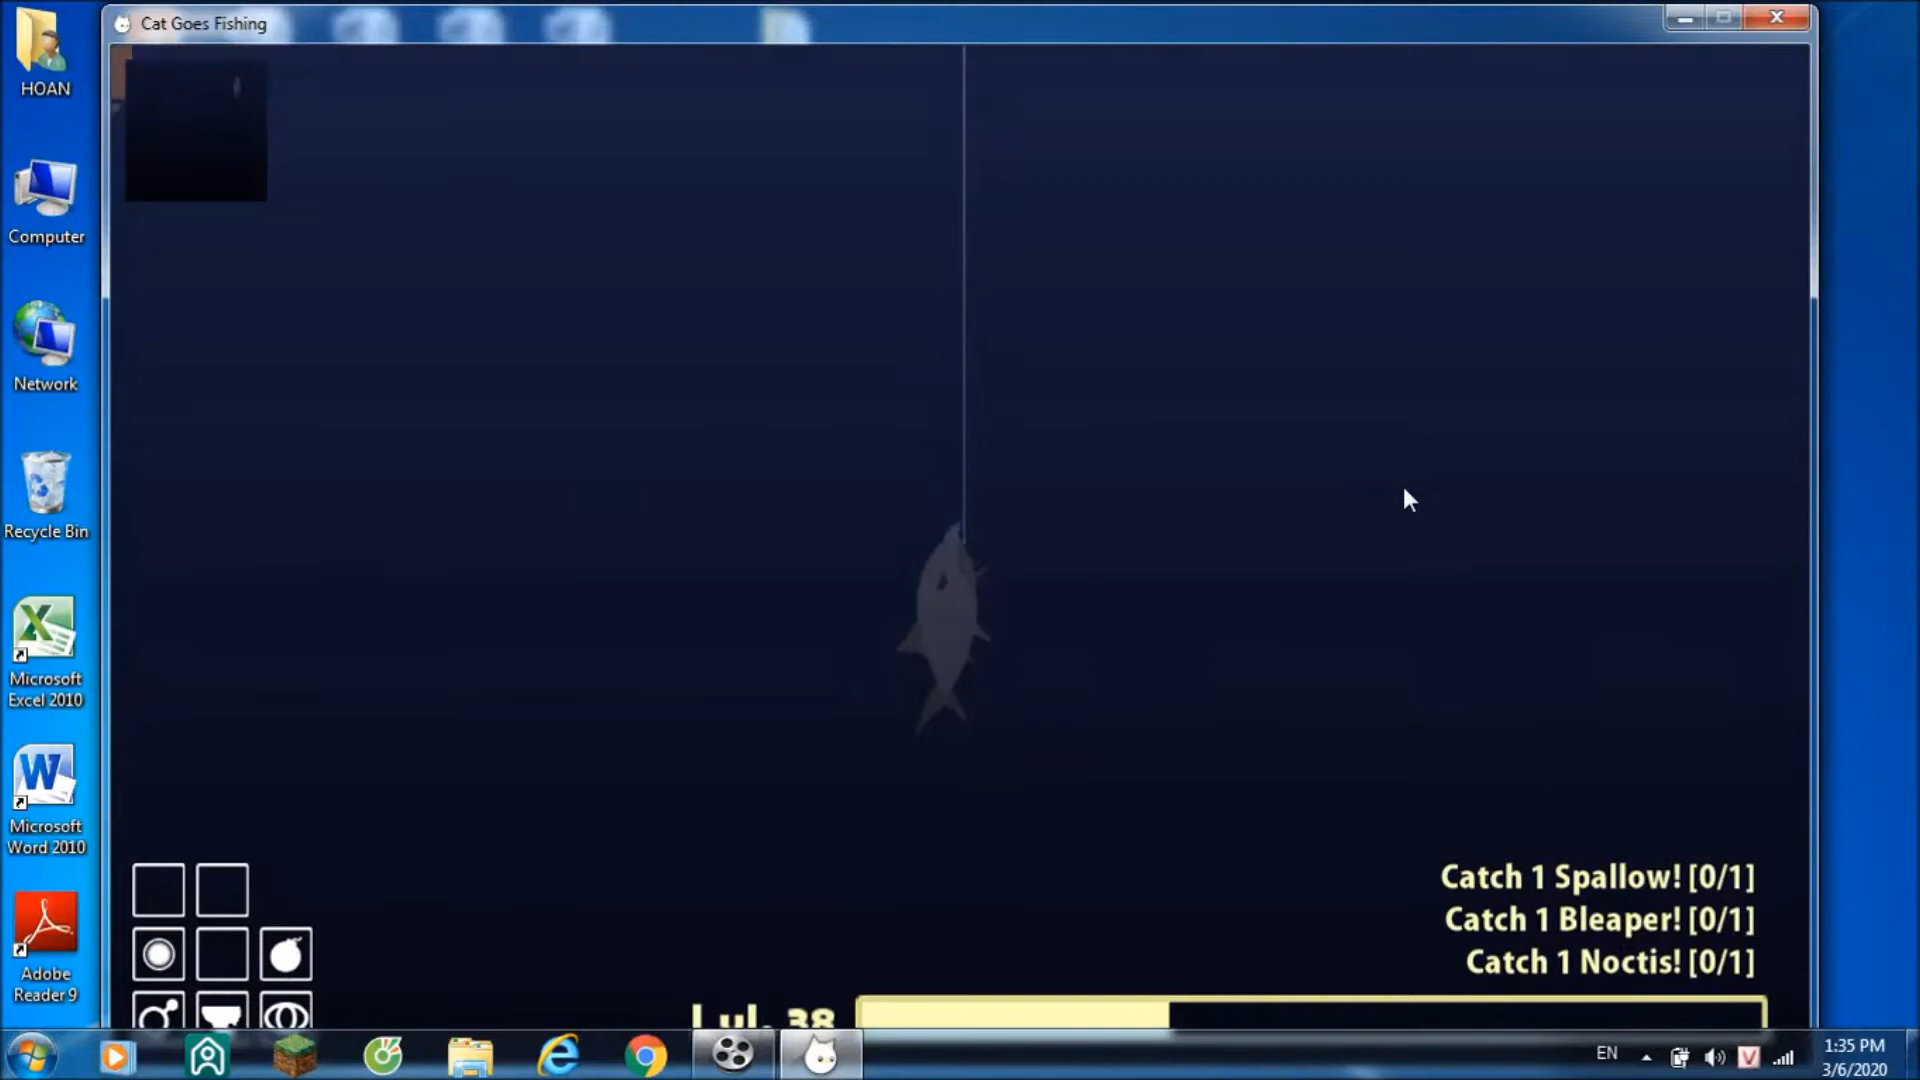 Cat Goes Fishing
HOAN
Computer
Network
Recycle Bin
Microsoft
Excel 2010
Microsoft
Word 2010
Adobe
Reader 9
Catch 1 Spallow! [0/1]
Catch 1 Bleaper! [0/1]
Catch 1 Noctis! [0/1]
Lvl. 38
EN
1:35 PM
3/6/2020